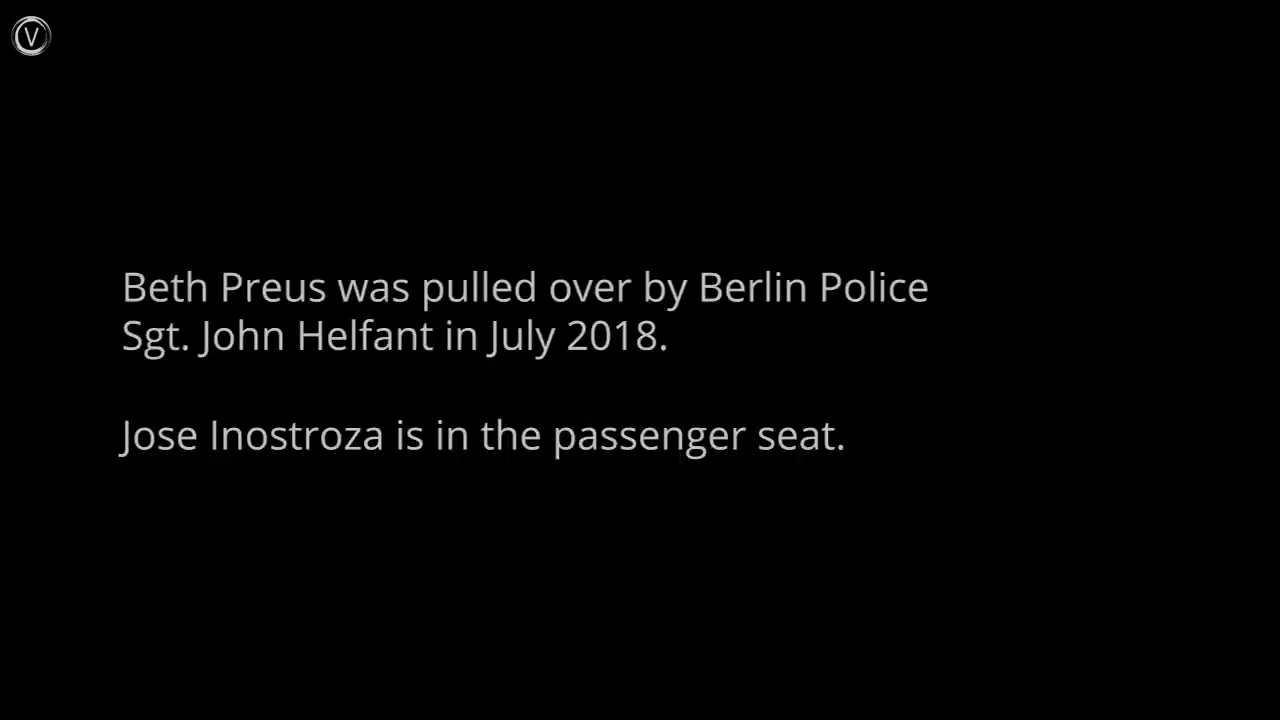 V
Beth Preus was pulled over by Berlin Police
Sgt. John Helfant in July 2018.
Jose Inostroza is in the passenger seat.